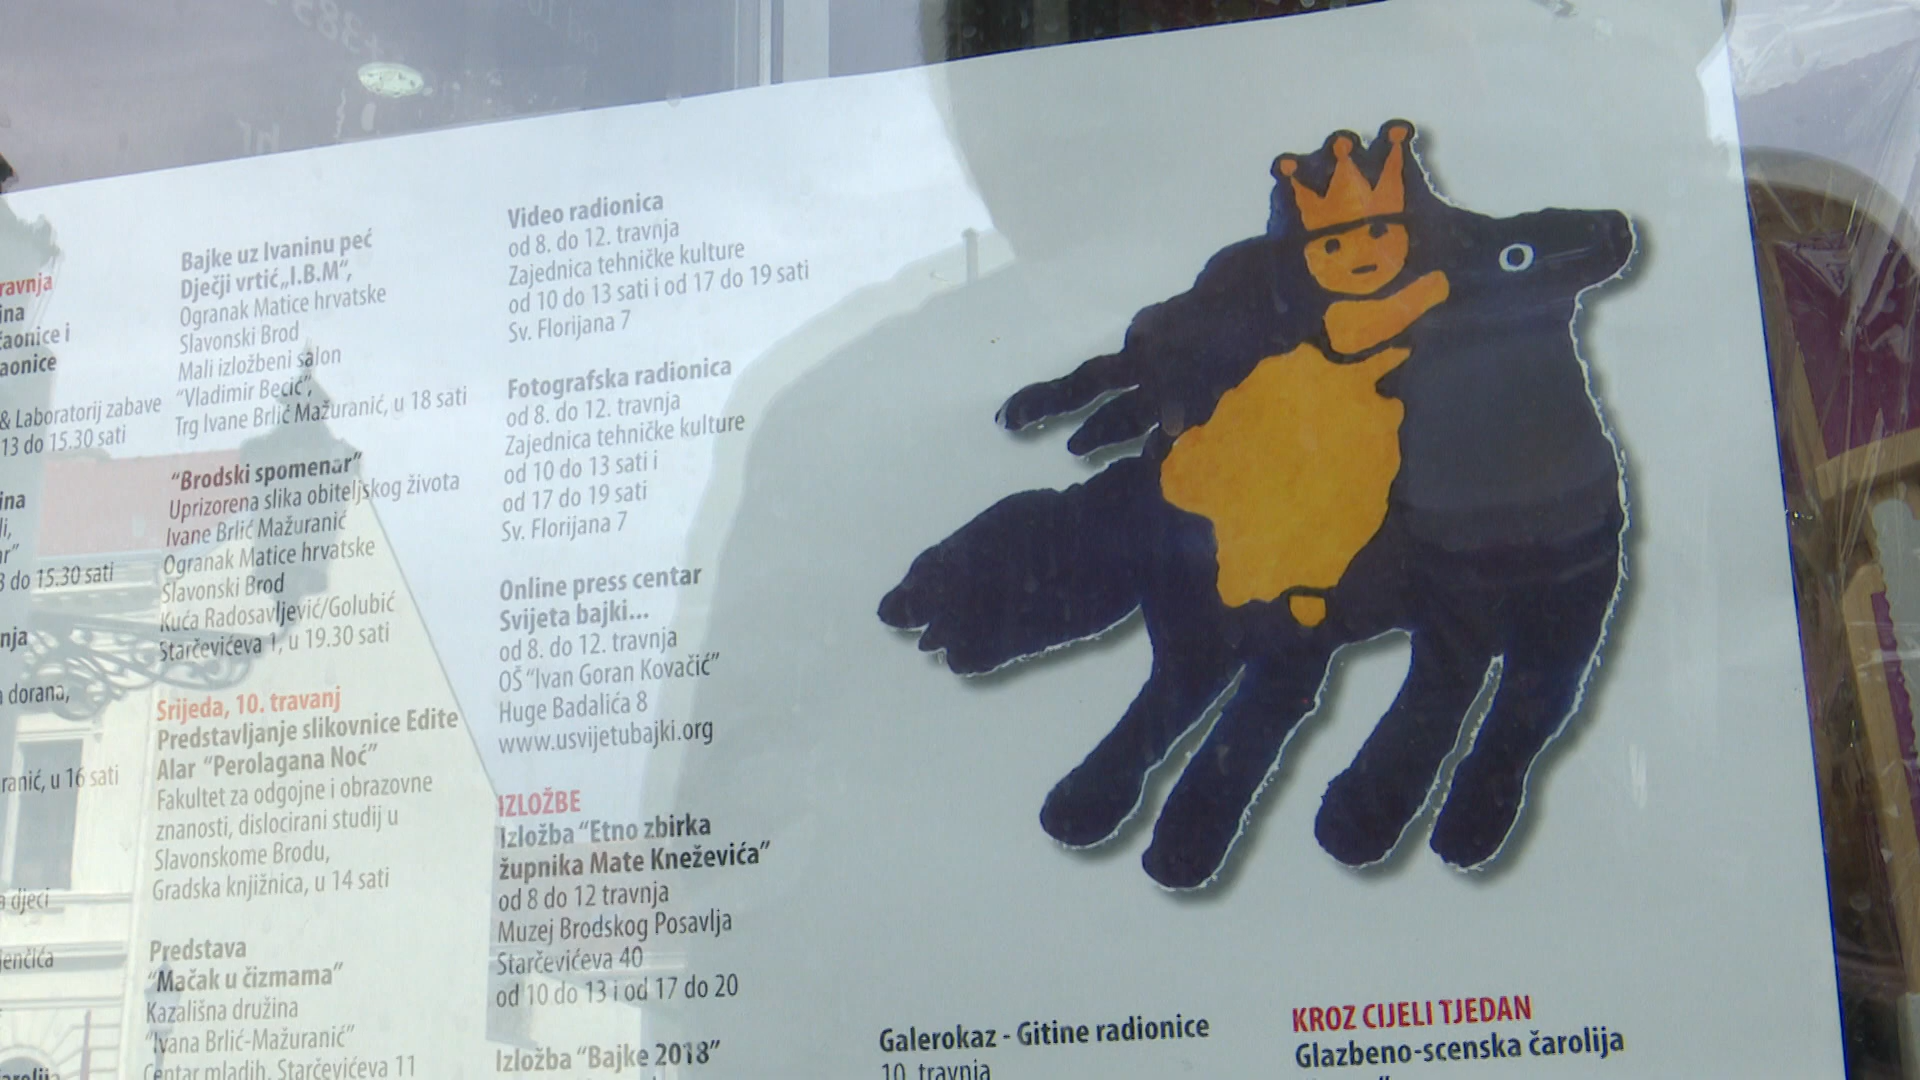 ravnja
ina
čaonice i
aonice
& Laboratorij zabave
13 do 15.30 sati
ina
li,
ar”
3 do 15.30 sati
nja
dorana,
ranić, u 16 sati
a djeci
jenčića
Bajke uz Ivaninu peć
Dječji vrtić„I.B.M“,
Ogranak Matice hrvatske
Slavonski Brod
Mali izložbeni salon
“Vladimir Becić“,
Trg Ivane Brlić Mažuranić, u 18 sati
“Brodski spomenar”
Uprizorena slika obiteljskog života
Ivane Brlić Mažuranić
Ogranak Matice hrvatske
Slavonski Brod
Kuća Radosavljević/Golubić
Starčevićeva 1, u 19.30 sati
Srijeda, 10. travanj
Predstavljanje slikovnice Edite
Alar “Perolagana Noć”
Fakultet za odgojne i obrazovne
znanosti, dislocirani studij u
Slavonskome Brodu,
Gradska knjižnica, u 14 sati
Predstava
“Mačak u čizmama”
Kazališna družina
“Ivana Brlić-Mažuranić”
Centar mladih, Starčevićeva 11
Video radionica
od 8. do 12. travnja
Zajednica tehničke kulture
od 10 do 13 sati i od 17 do 19 sati
Sv. Florijana 7
Fotografska radionica
od 8. do 12. travnja
Zajednica tehničke kulture
od 10 do 13 sati i
od 17 do 19 sati
Sv. Florijana 7
Online press centar
Svijeta bajki...
od 8. do 12. travnja
OŠ “Ivan Goran Kovačić”
Huge Badalića 8
www.usvijetubajki.org
IZLOŽBE
Izložba “Etno zbirka
župnika Mate Kneževića”
od 8 do 12 travnja
Muzej Brodskog Posavlja
Starčevićeva 40
od 10 do 13 i od 17 do 20
Izložba “Bajke 2018”
Galerokaz - Gitine radionice
10. travnja
KROZ CIJELI TJEDAN
Glazbeno-scenska čarolija